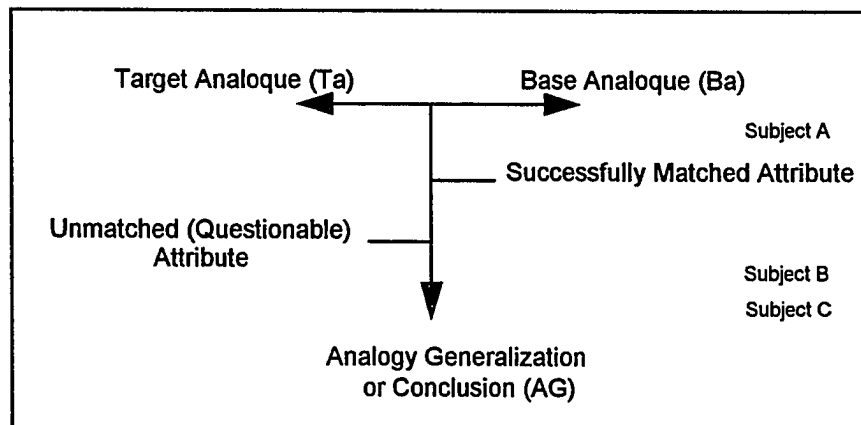 Target Analoque (Ta)
Base Analoque (Ba)
Subject A
Successfully Matched Attribute
Unmatched (Questionable)
Attribute
Subject B
Subject C
Analogy Generalization
or Conclusion (AG)